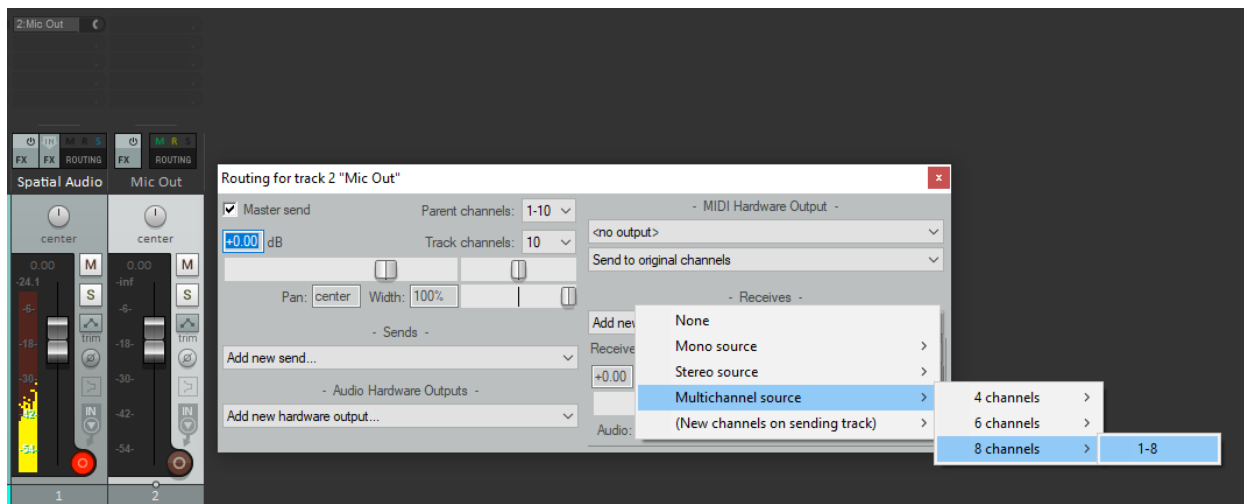 2:Mic Out
FX FX ROUTING
FX ROUTING
Spatial Audio
Mic Out
center
center
0.00 M
-24.1
S
-6-
trim
-18-
-30-
-42-
IN
-54-
1
0.00 M
-inf
S
-6-
trim
-18-
-30-
-42-
IN
-54-
2
Routing for track 2 "Mic Out"
x
Master send
Parent channels: 1-10
+0.00 dB
Track channels: 10
Pan: center Width: 100%
- Sends -
Add new send...
- Audio Hardware Outputs -
Add new hardware output...
- MIDI Hardware Output -
<no output>
Send to original channels
- Receives -
Add new
Receive
+0.00
Audio:
None
Mono source
Stereo source
Multichannel source
(New channels on sending track)
4 channels
6 channels
8 channels
1-8